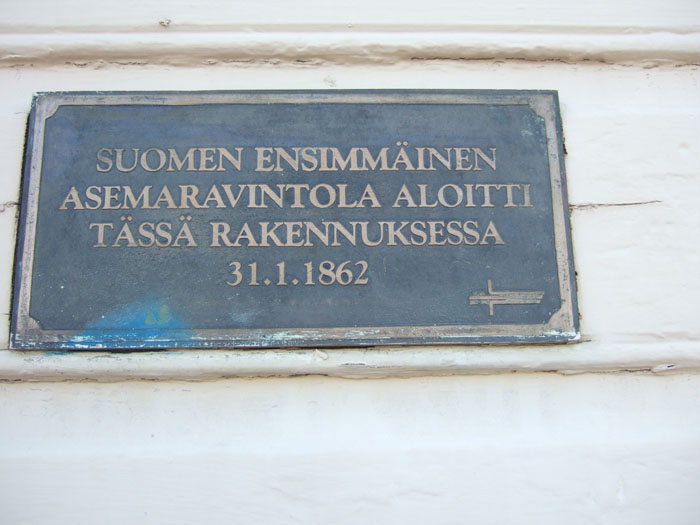 SUOMEN ENSIMMÄINEN
ASEMARAVINTOLA ALOITTI
TÄSSÄ RAKENNUKSESSA
31.1.1862